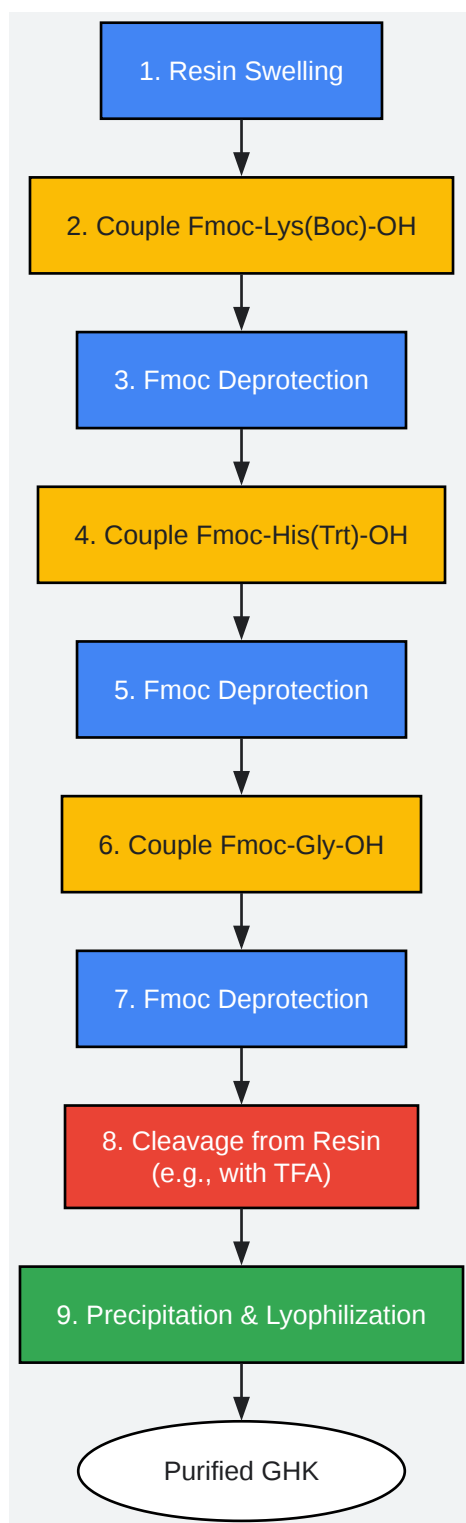 1. Resin Swelling
2. Couple Fmoc-Lys(Boc)-OH
3. Fmoc Deprotection
4. Couple Fmoc-His(Trt)-OH
5. Fmoc Deprotection
6. Couple Fmoc-Gly-OH
7. Fmoc Deprotection
8. Cleavage from Resin
(e.g., with TFA)
9. Precipitation & Lyophilization
Purified GHK